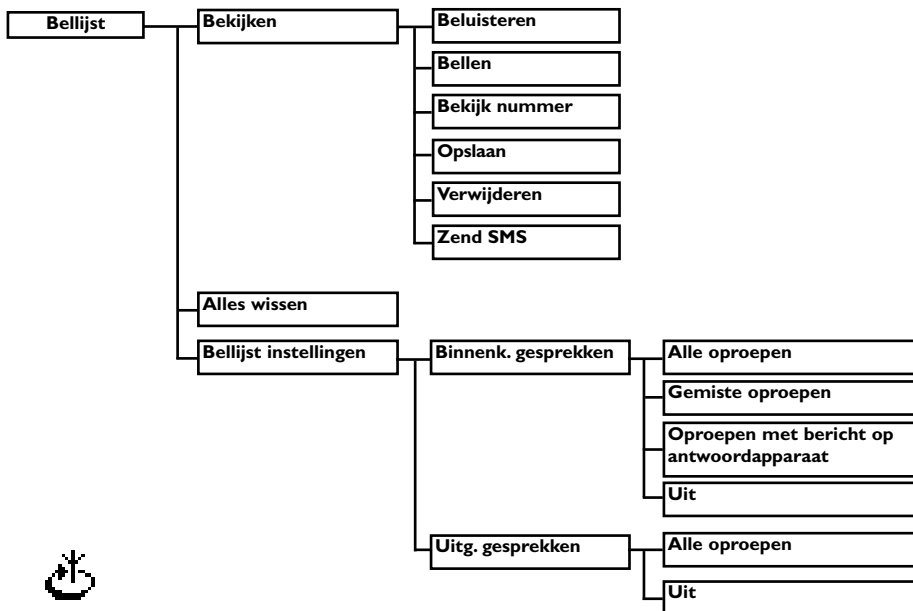 Bellijst
Bekijken
Beluisteren
Bellen
Bekijk nummer
Opslaan
Verwijderen
Zend SMS
Alles wissen
Bellijst instellingen
Binnenk. gesprekken
Alle oproepen
Gemiste oproepen
Oproepen met bericht op
antwoordapparaat
Uit
Uitg. gesprekken
Alle oproepen
Uit